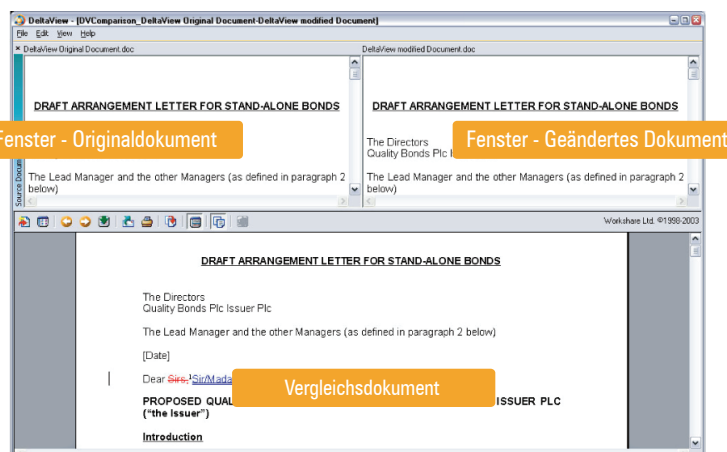 DeltaView - [DVComparison_DeltaView Original Document-DeltaView modified Document]
File Edit View Help
DeltaView Original Document.doc
DRAFT ARRANGEMENT LETTER FOR STAND-ALONE BONDS
Fenster - Originaldokument
The Lead Manager and the other Managers (as defined in paragraph 2
below)
DeltaView modified Document.doc
DRAFT ARRANGEMENT LETTER FOR STAND-ALONE BONDS
The Directors
Quality Bonds Plc
Fenster - Geändertes Dokument
The Lead Manager and the other Managers (as defined in paragraph 2
below)
Workshare Ltd. ©1998-2003
DRAFT ARRANGEMENT LETTER FOR STAND-ALONE BONDS
The Directors
Quality Bonds Plc Issuer Plc
The Lead Manager and the other Managers (as defined in paragraph 2 below)
[Date]
Dear Sirs,¹Sir/Mada
Vergleichsdokument
PROPOSED QUAL ISSUER PLC
("the Issuer")
Introduction